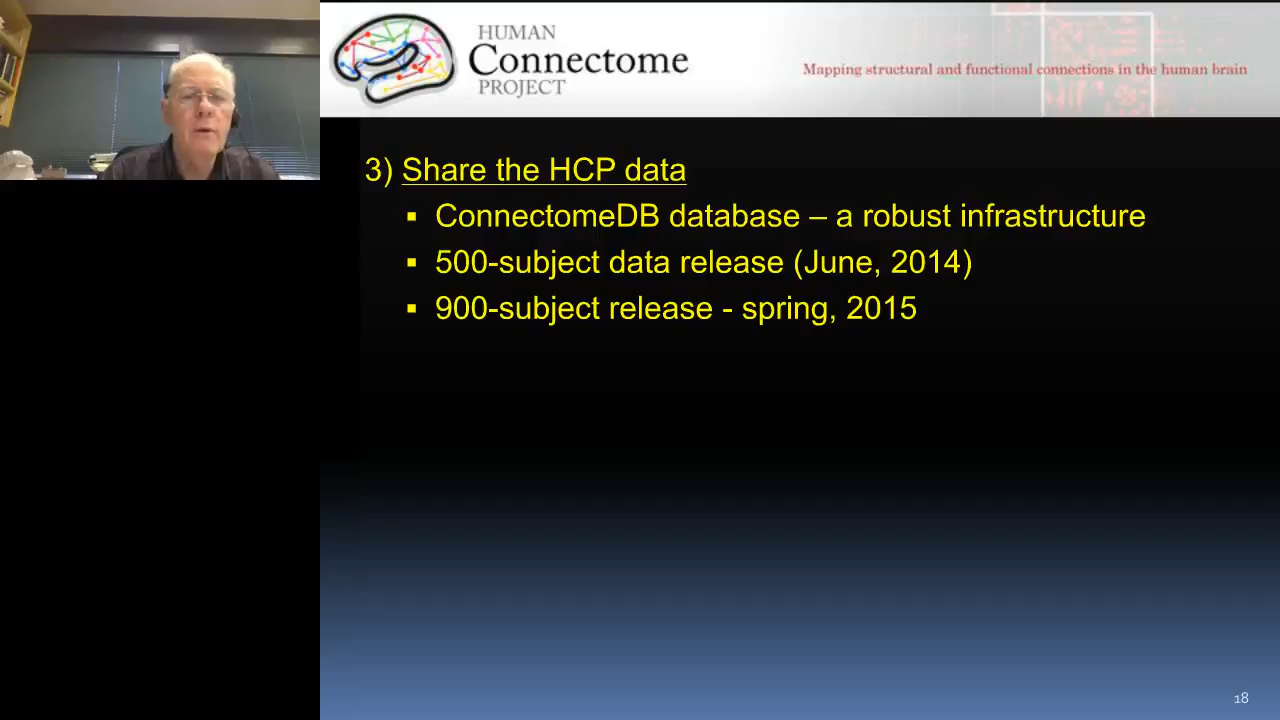 HUMAN
Connectome
PROJECT
Mapping structural and functional connections in the human brain
3) Share the HCP data
▪ ConnectomeDB database – a robust infrastructure
▪ 500-subject data release (June, 2014)
▪ 900-subject release - spring, 2015
18